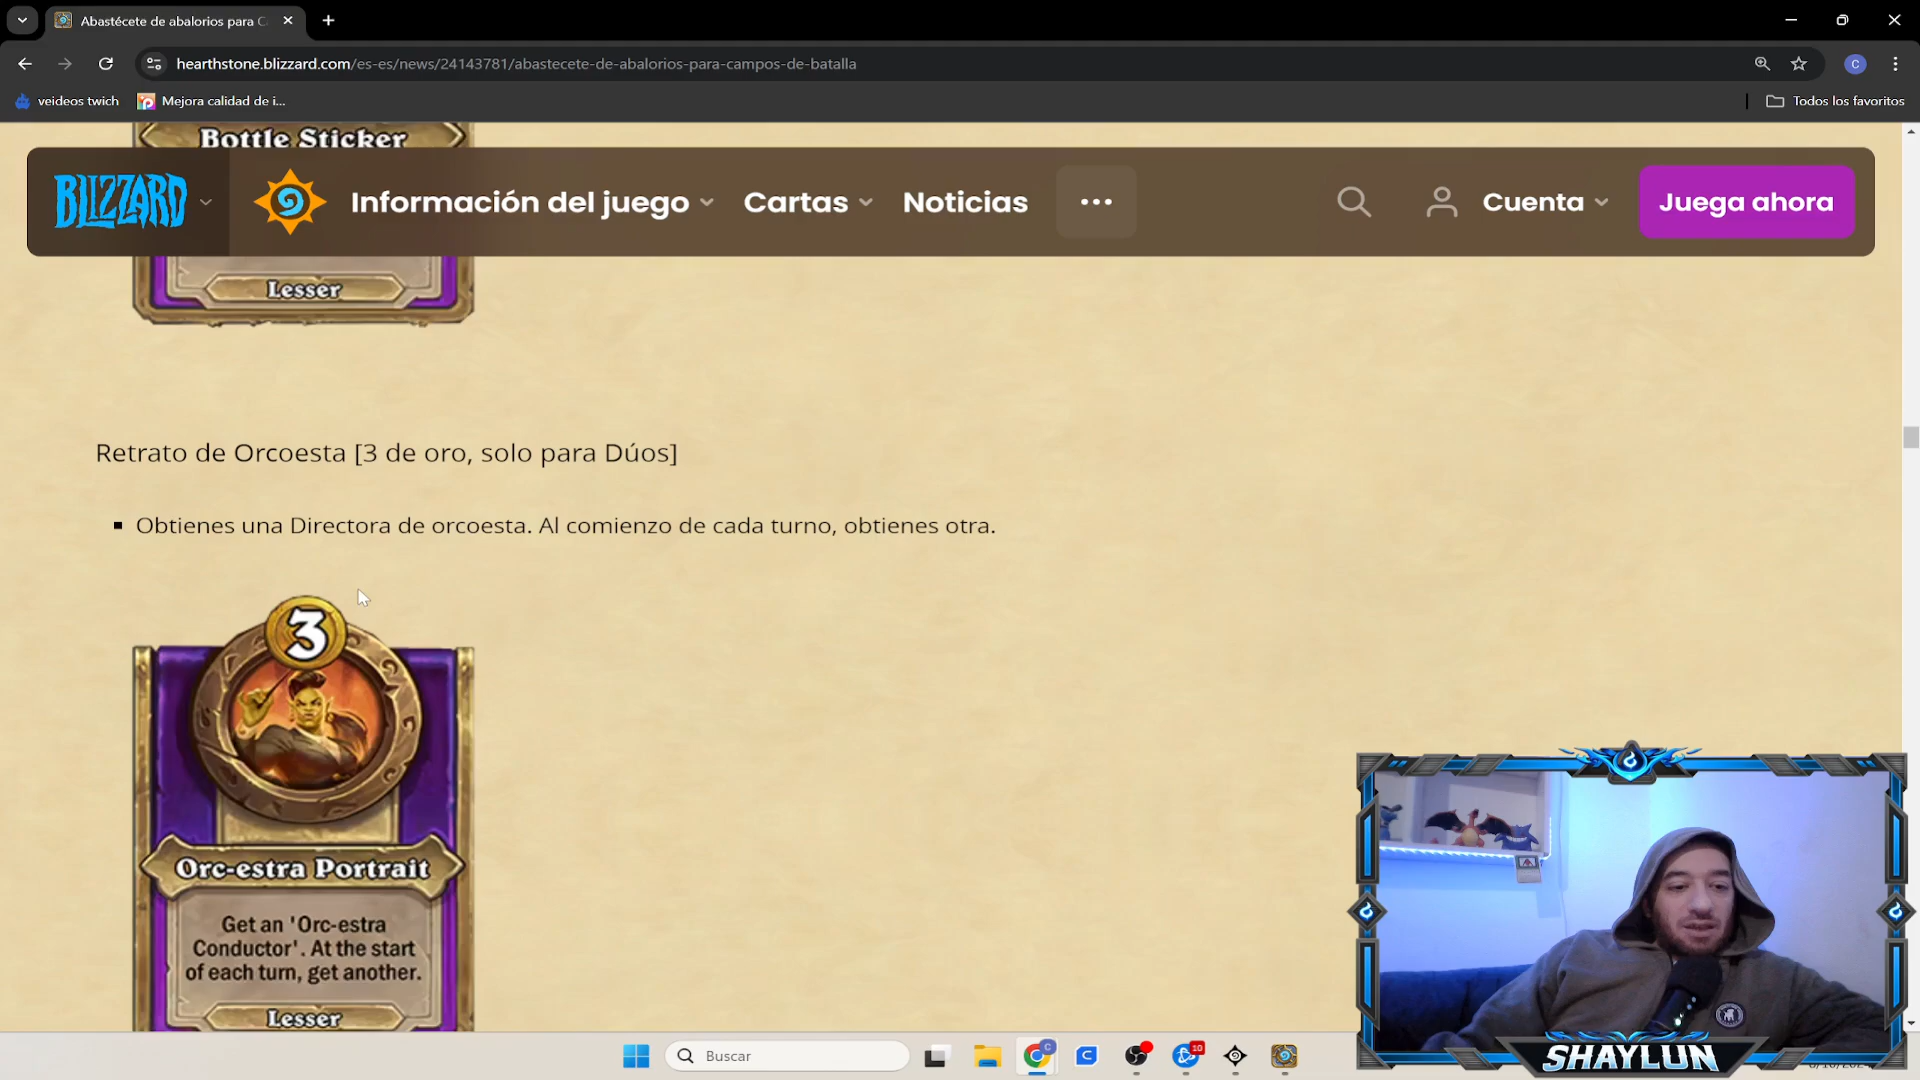 Abastécete de abalorios para C
hearthstone.blizzard.com/es-es/news/24143781/abastecete-de-abalorios-para-campos-de-batalla
C
veideos twich
Mejora calidad de i...
Todos los favoritos
Bottle Sticker
BLIZZARD
Información del juego
Cartas
Noticias
Cuenta
Juega ahora
Lesser
Retrato de Orcoesta [3 de oro, solo para Dúos]
Obtienes una Directora de orcoesta. Al comienzo de cada turno, obtienes otra.
3
Orc-estra Portrait
Get an 'Orc-estra
Conductor'. At the start
of each turn, get another.
Lesser
Buscar
C
C
10
SHAYLUN